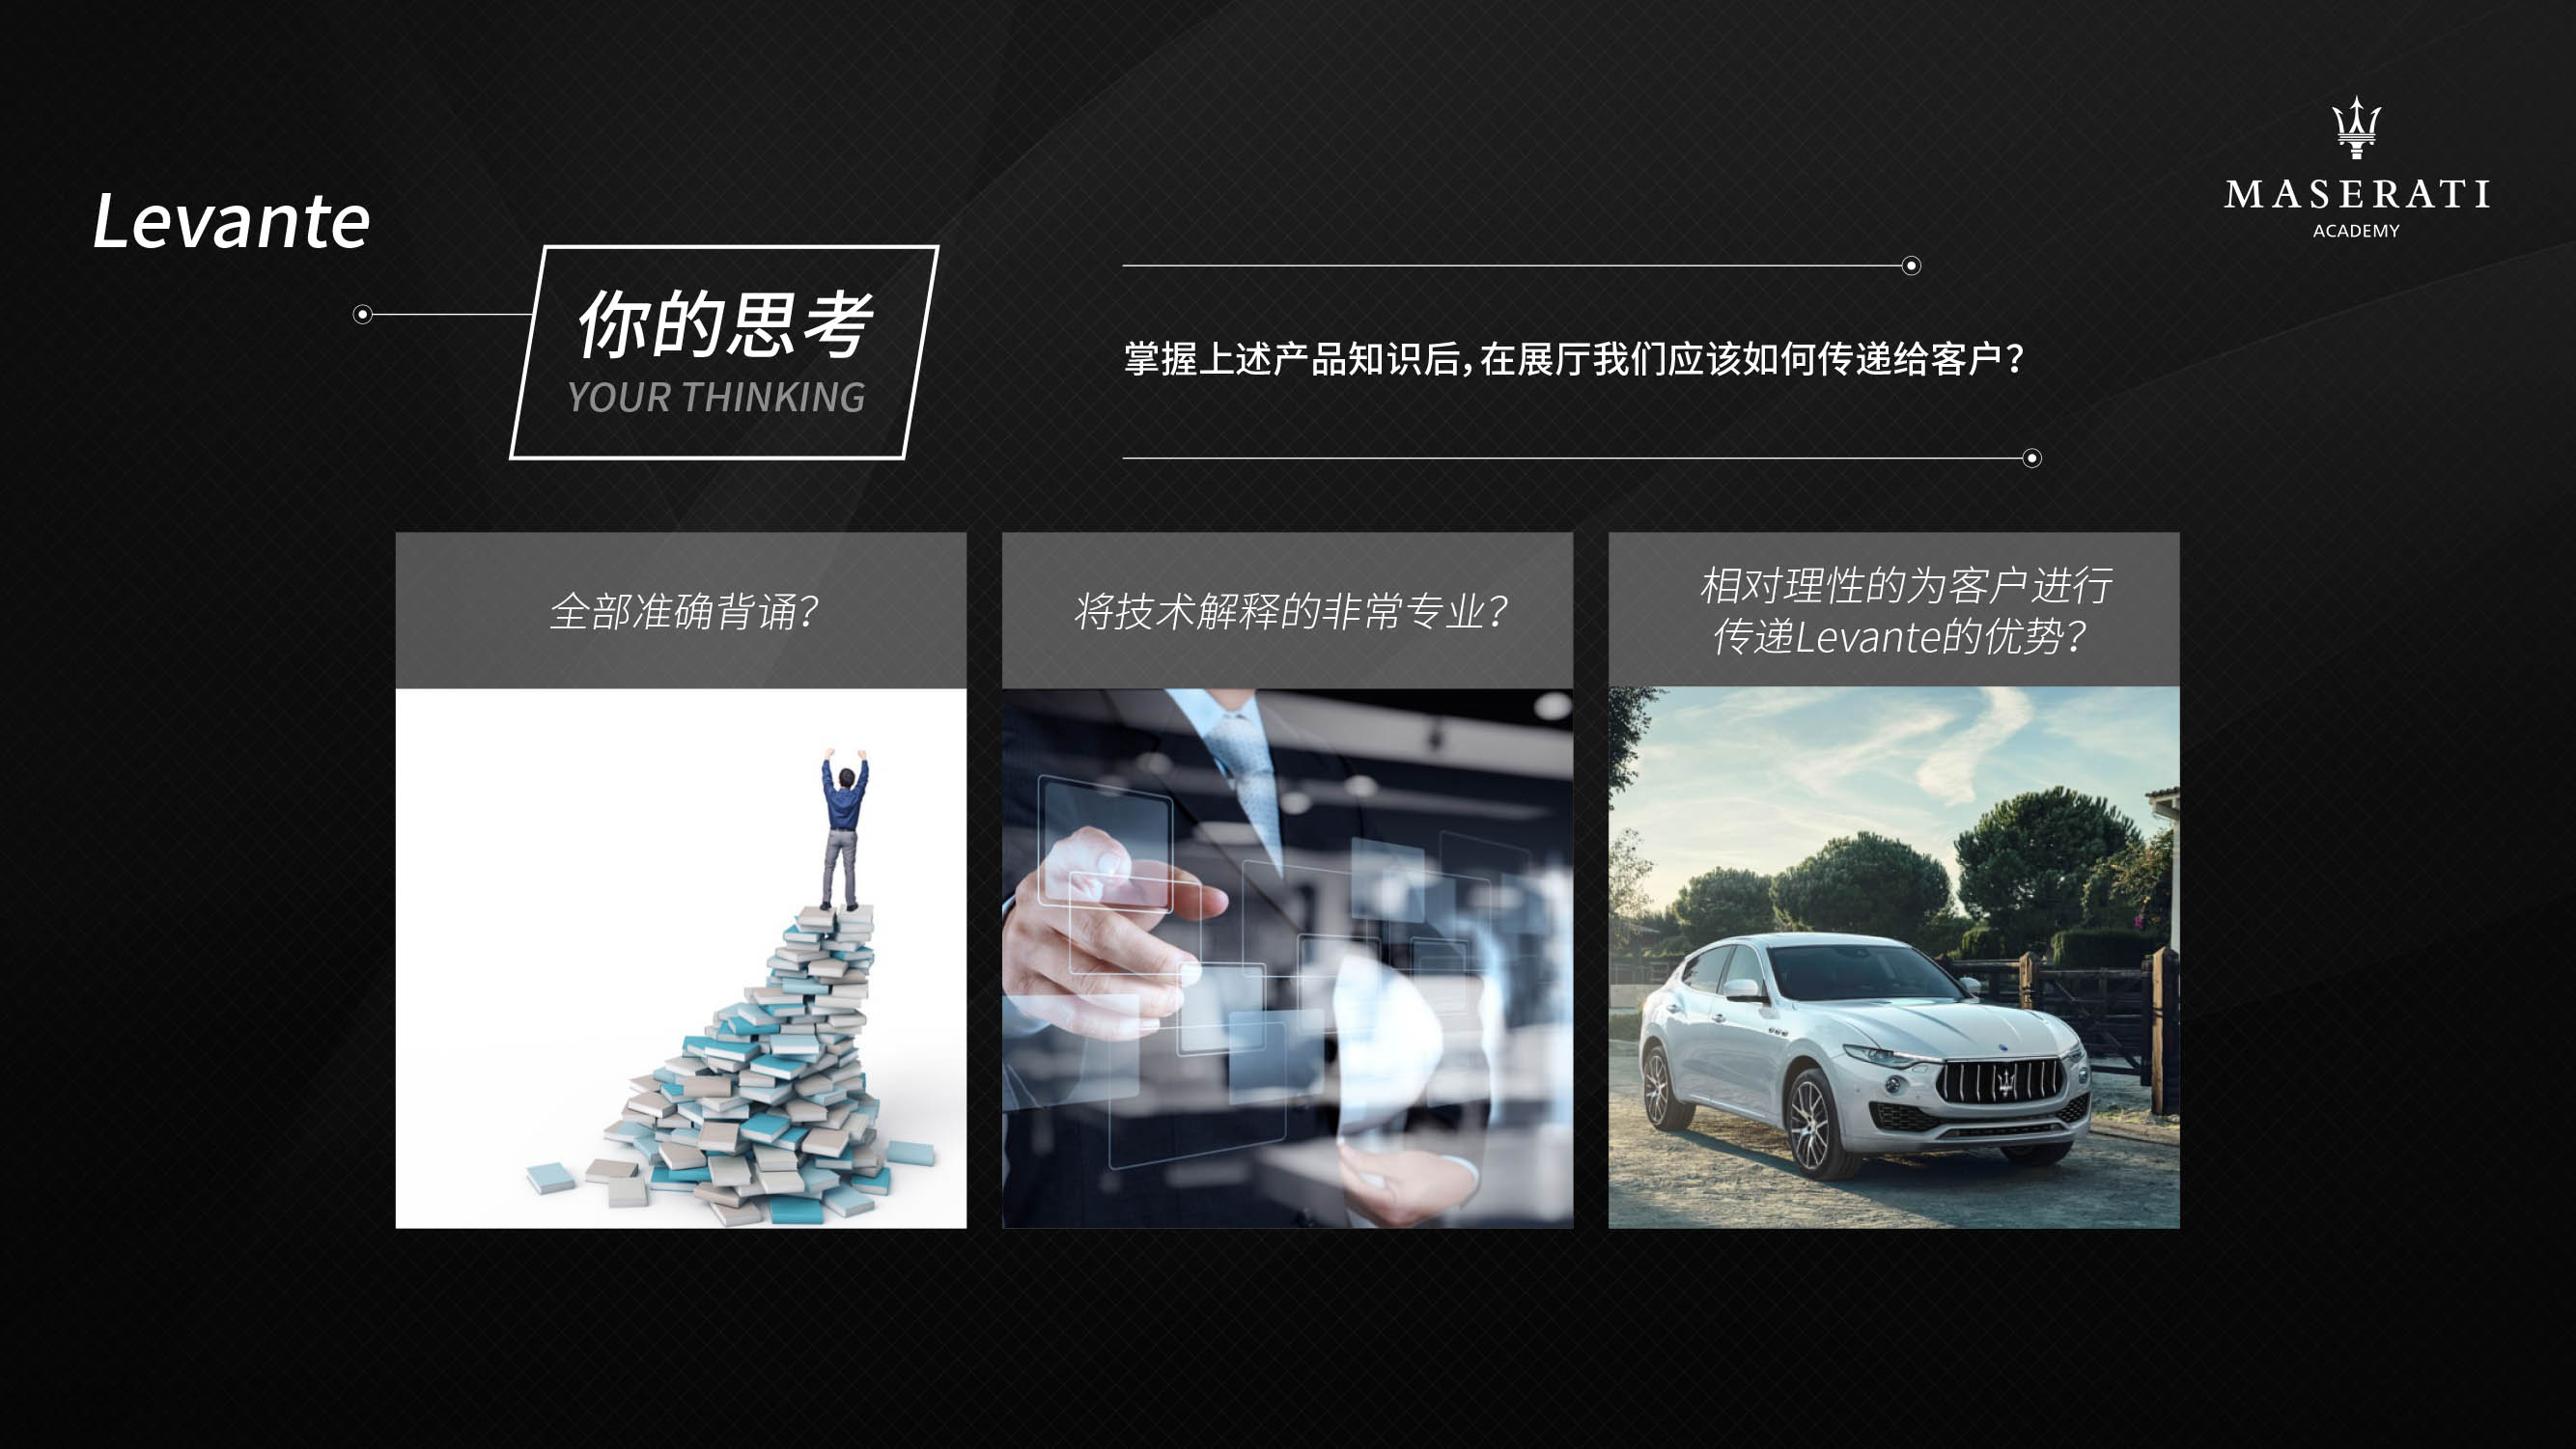 Levante
MASERATI
ACADEMY
你的思考
YOUR THINKING
掌握上述产品知识后，在展厅我们应该如何传递给客户？
全部准确背诵？
将技术解释的非常专业？
相对理性的为客户进行
传递Levante的优势？